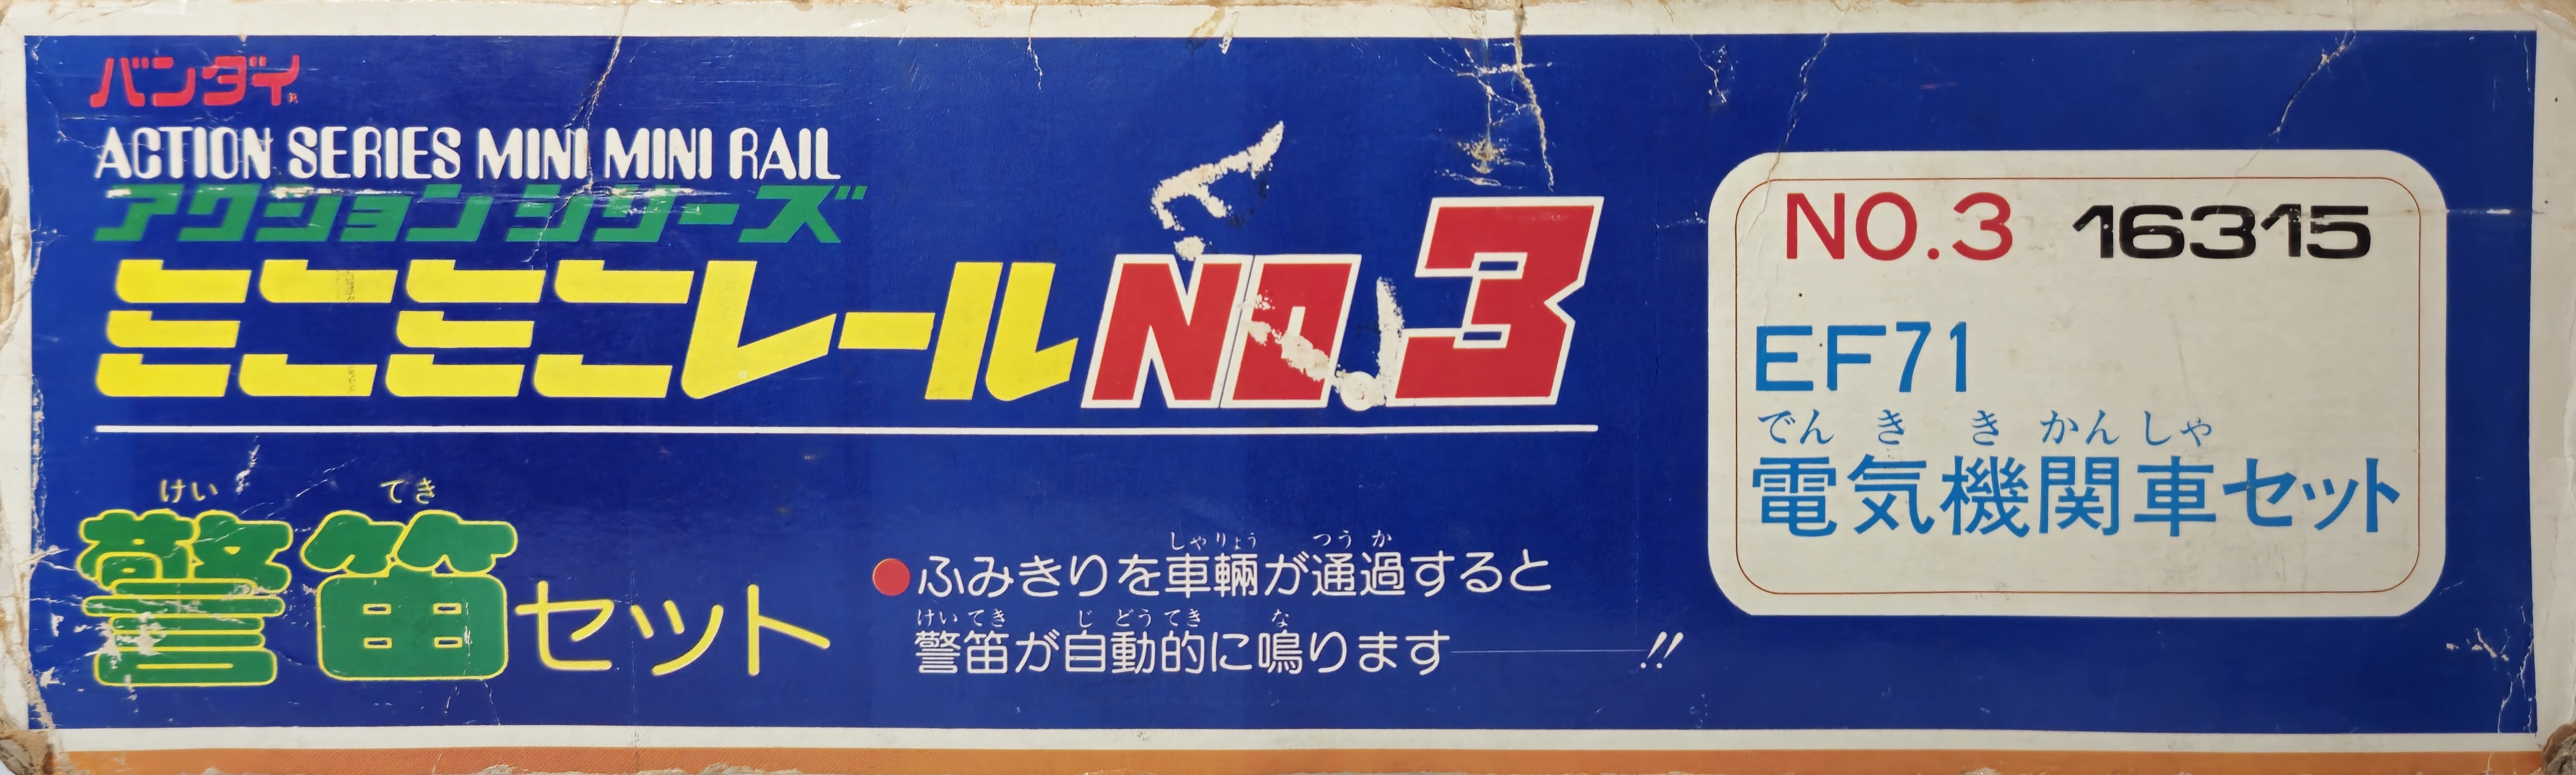 バンダイ
ACTION SERIES MINI MINI RAIL
アクションシリーズ
ミニミニレールNO.3
けい てき
警笛セット
しゃりょう つうか
●ふみきりを車輛が通過すると
けいてき じどうてき な
警笛が自動的に鳴ります——!!
NO.3 16315
EF71
でん き き かん しゃ
電気機関車セット